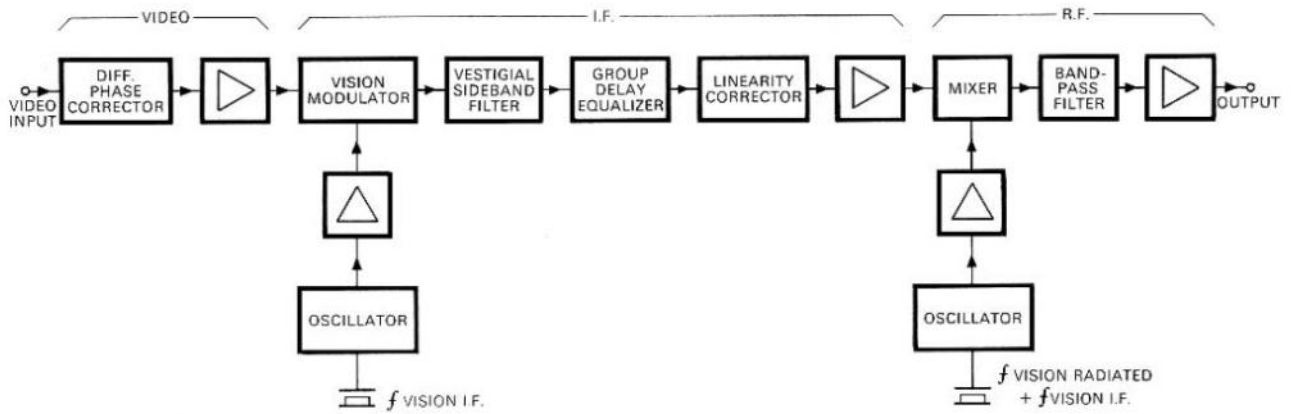 VIDEO
I.F.
R.F.
VIDEO
INPUT
DIFF.
PHASE
CORRECTOR
VISION
MODULATOR
VESTIGIAL
SIDEBAND
FILTER
GROUP
DELAY
EQUALIZER
LINEARITY
CORRECTOR
MIXER
BAND-
PASS
FILTER
OUTPUT
OSCILLATOR
f VISION I.F.
OSCILLATOR
f VISION RADIATED
+ f VISION I.F.